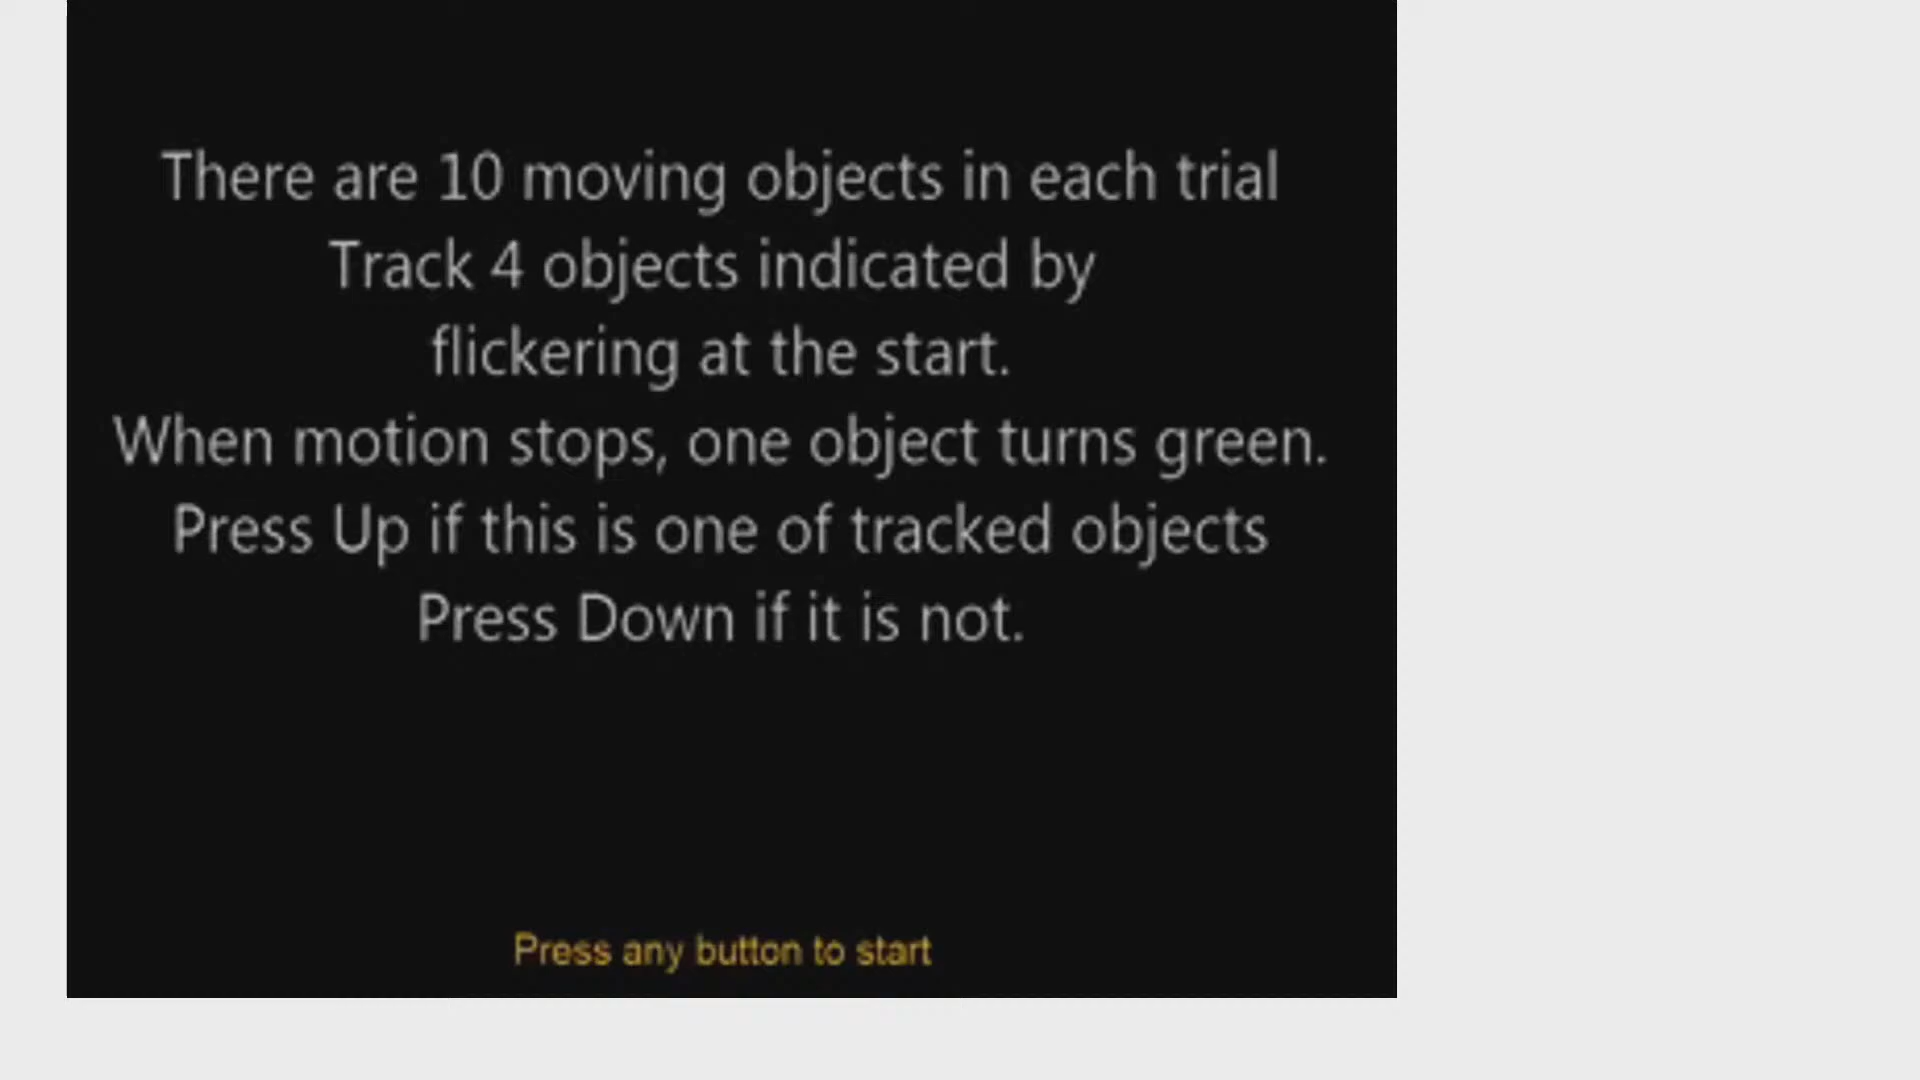 There are 10 moving objects in each trial
Track 4 objects indicated by
flickering at the start.
When motion stops, one object turns green.
Press Up if this is one of tracked objects
Press Down if it is not.
Press any button to start